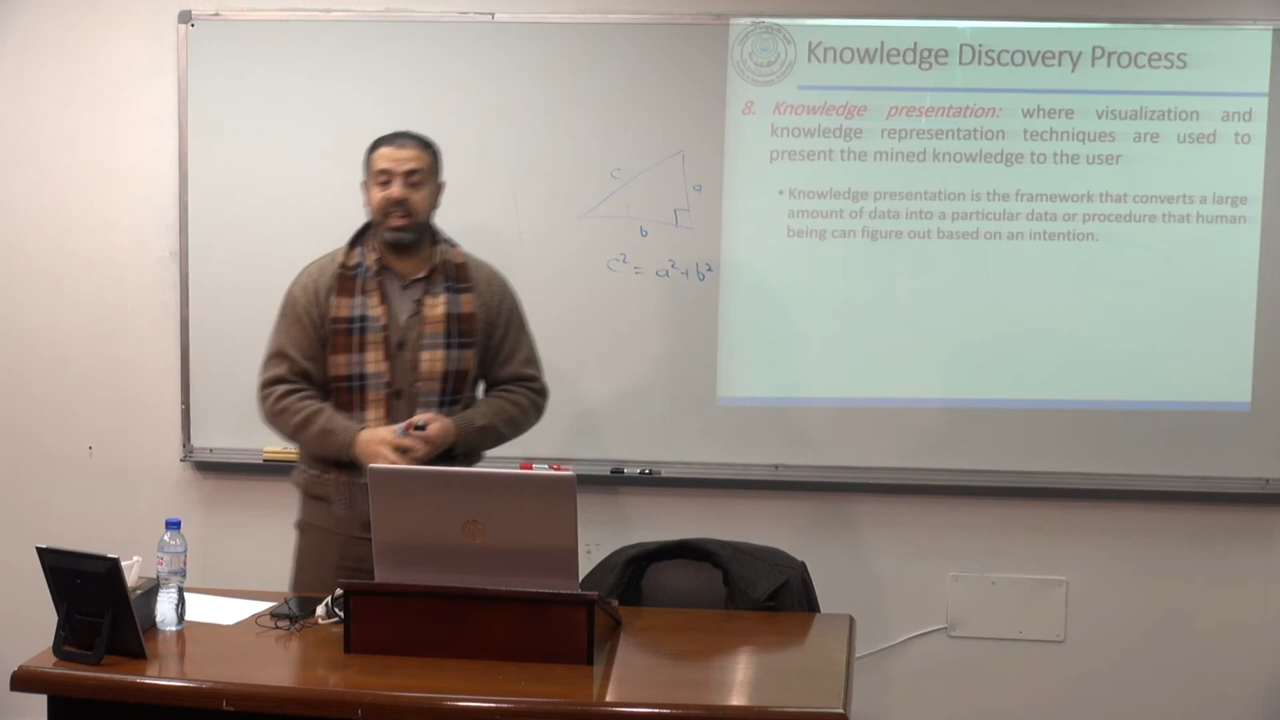 Knowledge Discovery Process
8. Knowledge presentation: where visualization and
knowledge representation techniques are used to
present the mined knowledge to the user
• Knowledge presentation is the framework that converts a large
amount of data into a particular data or procedure that human
being can figure out based on an intention.
c
a
b
c² = a² + b²
hp